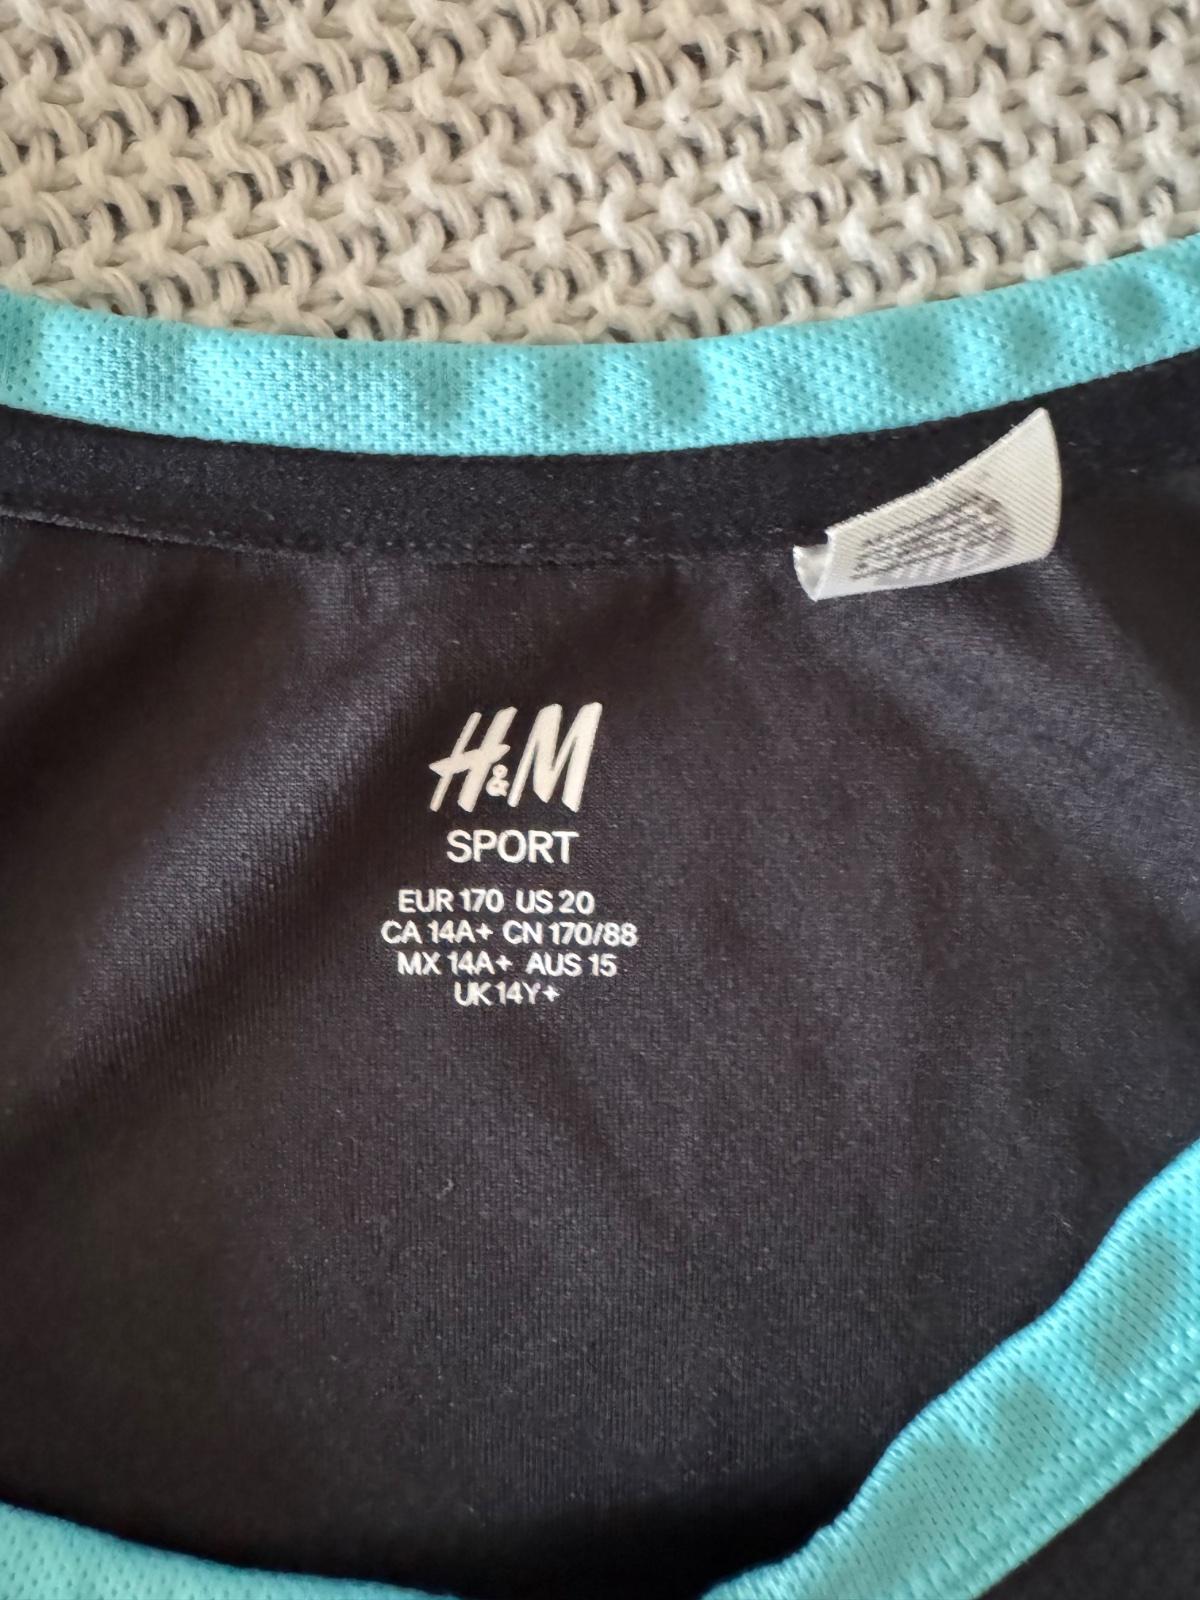 H&M
SPORT
EUR 170 US 20
CA 14A+ CN 170/88
MX 14A+ AUS 15
UK 14Y+